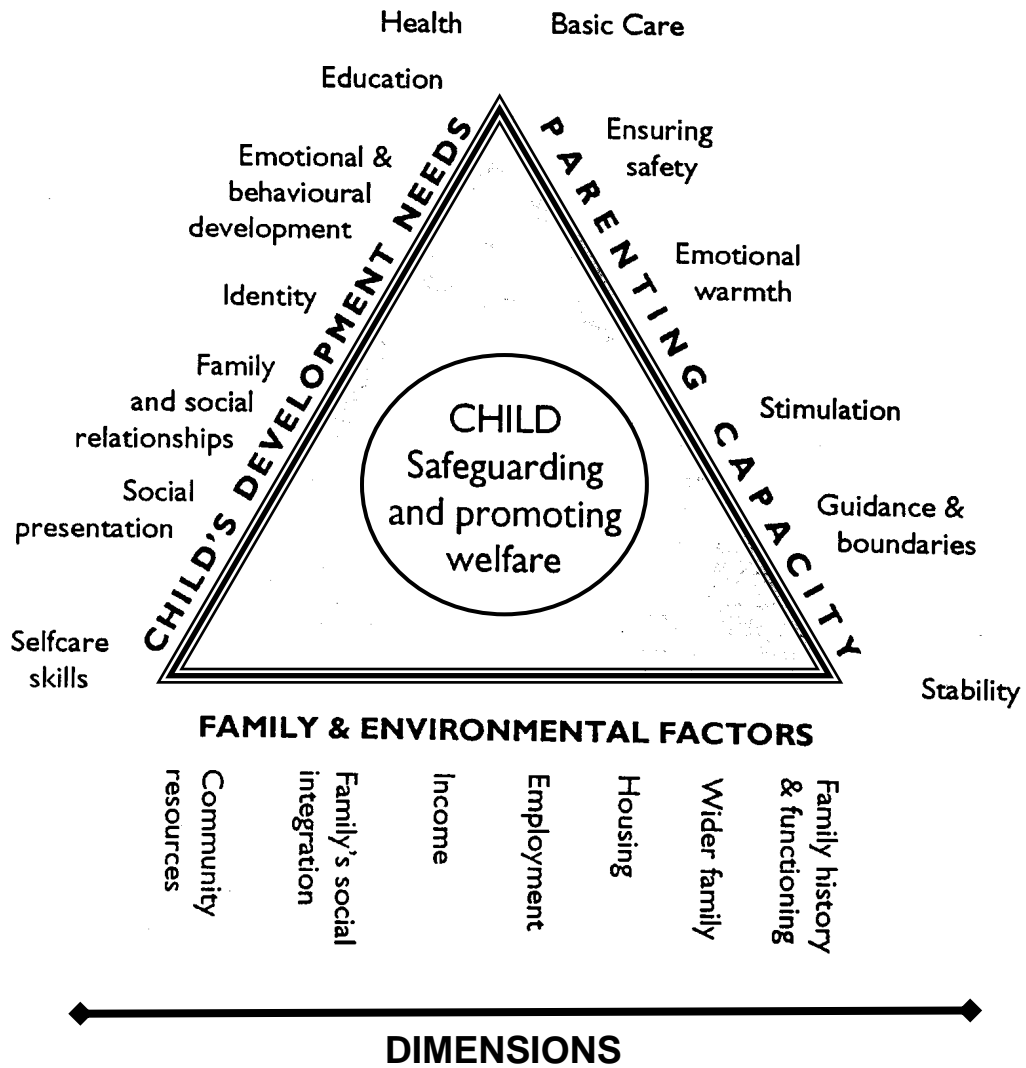 Health
Basic Care
Education
Ensuring
safety
Emotional &
behavioural
development
Emotional
warmth
Identity
Family
and social
relationships
Stimulation
Social
presentation
Guidance &
boundaries
Selfcare
skills
Stability
CHILD'S DEVELOPMENT NEEDS
PARENTING CAPACITY
CHILD
Safeguarding
and promoting
welfare
FAMILY & ENVIRONMENTAL FACTORS
Community
resources
Family's social
integration
Income
Employment
Housing
Wider family
Family history
& functioning
DIMENSIONS